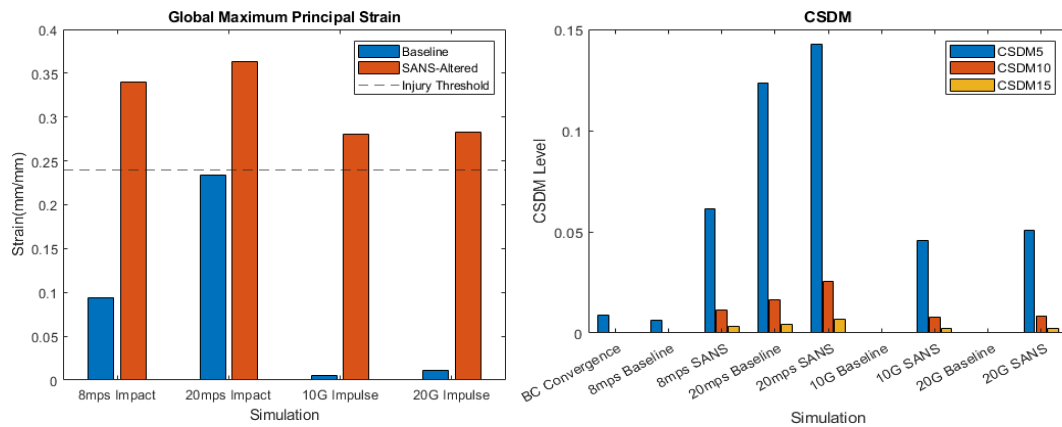 Global Maximum Principal Strain
0.4
0.35
0.3
0.25
0.2
0.15
0.1
0.05
0
Strain(mm/mm)
Baseline
SANS-Altered
Injury Threshold
8mps Impact
20mps Impact
10G Impulse
20G Impulse
Simulation
CSDM
0.15
0.1
0.05
0
CSDM Level
CSDM5
CSDM10
CSDM15
BC Convergence
8mps Baseline
8mps SANS
20mps Baseline
20mps SANS
10G Baseline
10G SANS
20G Baseline
20G SANS
Simulation